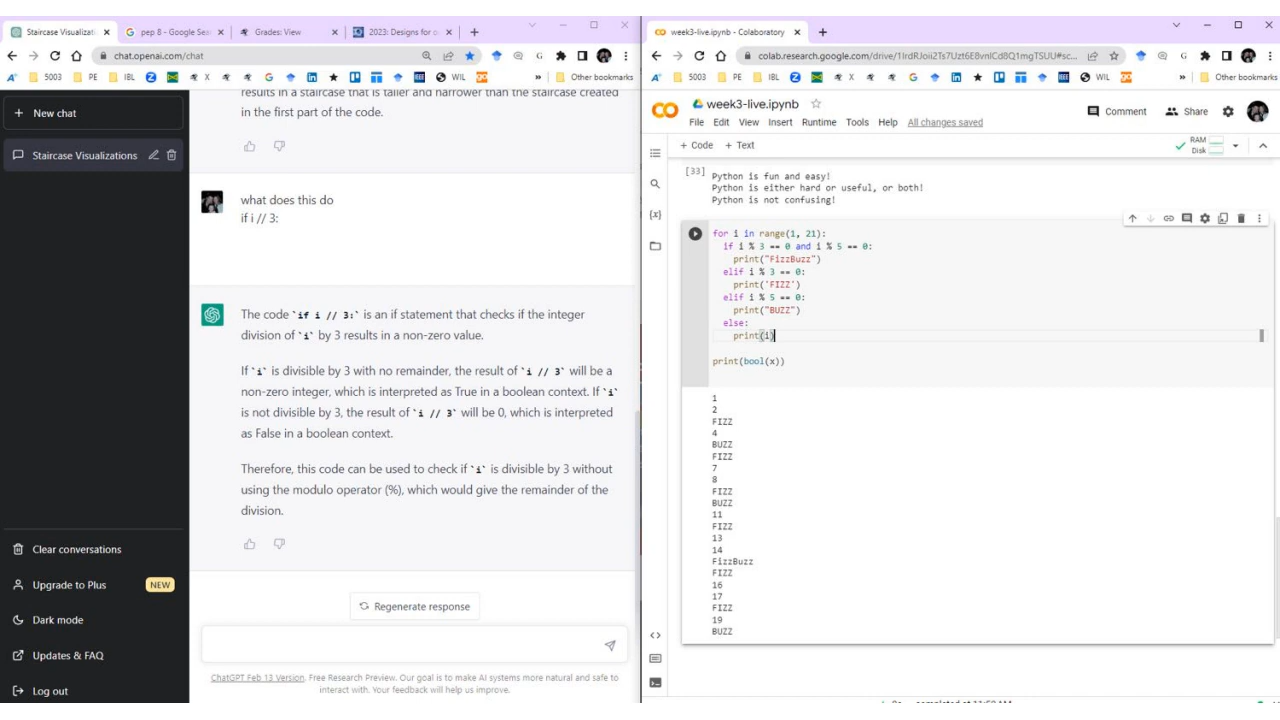 Staircase Visualizati
pep 8 - Google Sea
Grades: View
2023: Designs for o
chat.openai.com/chat
5003
PE
IBL
X
G
WIL
Other bookmarks
New chat
Staircase Visualizations
Clear conversations
Upgrade to Plus
NEW
Dark mode
Updates & FAQ
Log out
results in a staircase that is taller and narrower than the staircase created
in the first part of the code.
what does this do
if i // 3:
The code `if i // 3:` is an if statement that checks if the integer
division of `i` by 3 results in a non-zero value.
If `i` is divisible by 3 with no remainder, the result of `i // 3` will be a
non-zero integer, which is interpreted as True in a boolean context. If `i`
is not divisible by 3, the result of `i // 3` will be 0, which is interpreted
as False in a boolean context.
Therefore, this code can be used to check if `i` is divisible by 3 without
using the modulo operator (%), which would give the remainder of the
division.
Regenerate response
ChatGPT Feb 13 Version. Free Research Preview. Our goal is to make AI systems more natural and safe to
interact with. Your feedback will help us improve.
week3-live.ipynb - Colaboratory
5003
PE
IBL
X
G
WIL
Other bookmarks
week3-live.ipynb
File Edit View Insert Runtime Tools Help All changes saved
Comment
Share
+ Code + Text
RAM
Disk
[33]
Python is fun and easy!
Python is either hard or useful, or both!
Python is not confusing!
for i in range(1, 21):
if i % 3 == 0 and i % 5 == 0:
print("FizzBuzz")
elif i % 3 == 0:
print('FIZZ')
elif i % 5 == 0:
print("BUZZ")
else:
print(i)
print(bool(x))
1
2
FIZZ
4
BUZZ
FIZZ
7
8
FIZZ
BUZZ
11
FIZZ
13
14
FizzBuzz
FIZZ
16
17
FIZZ
19
BUZZ